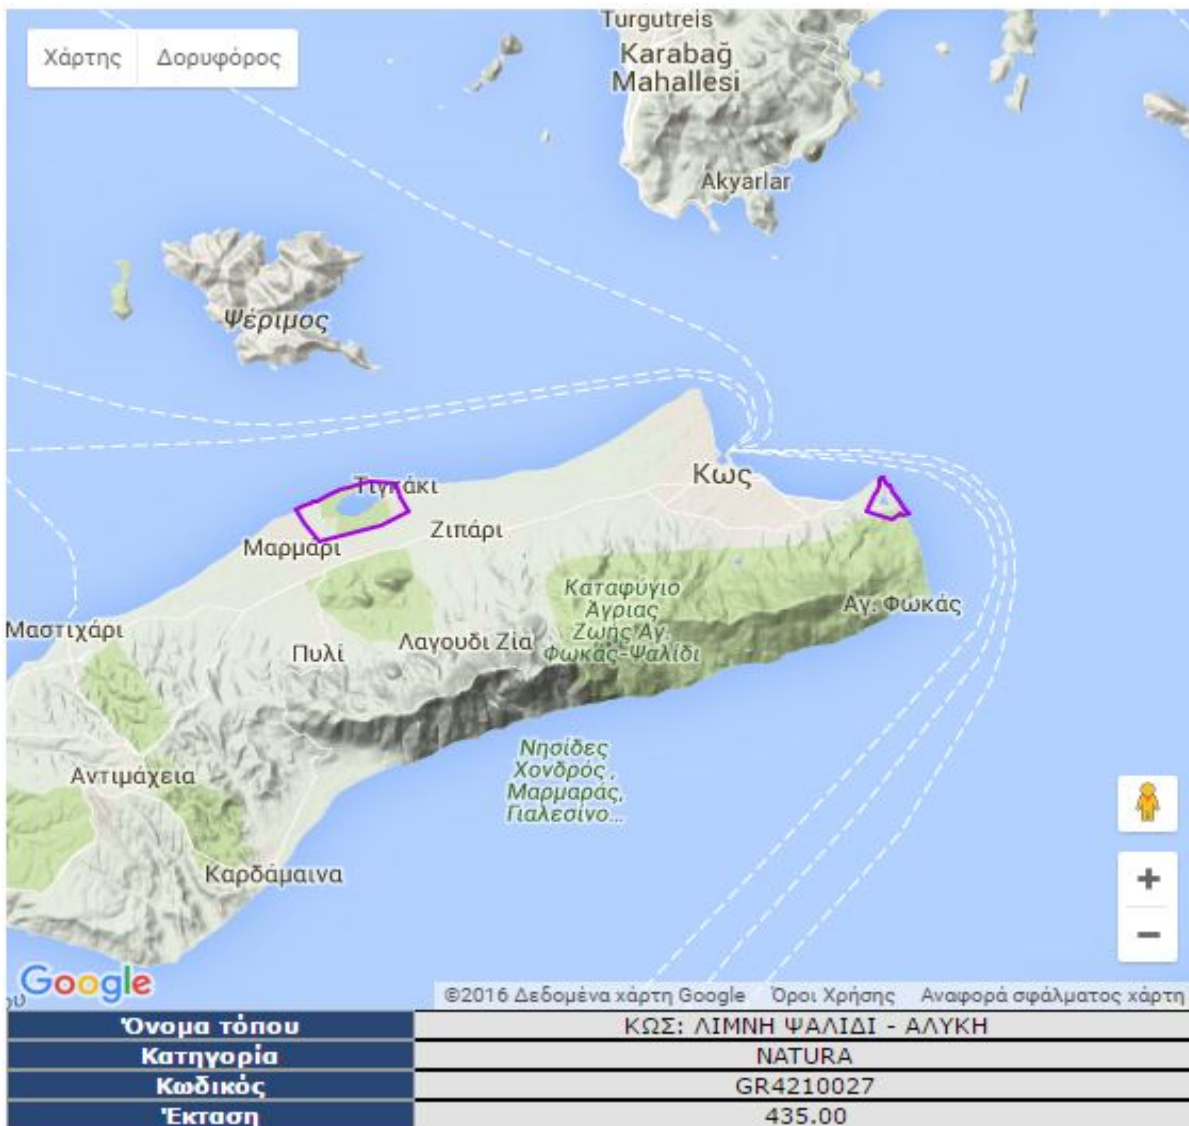 Turgutreis
Karabağ
Mahallesi
Χάρτης Δορυφόρος
Akyarlar
Ψέριμος
Κως
Τιγκάκι
Ζιπάρι
Μαρμάρι
Καταφύγιο
Άγριας
Ζωής Αγ.
Φωκάς-Ψαλίδι
Αγ. Φωκάς
Μαστιχάρι
Λαγουδι Ζία
Πυλί
Νησίδες
Χονδρός,
Μαρμαράς,
Γιαλεσίνο...
Αντιμάχεια
Καρδάμαινα
Google
©2016 Δεδομένα χάρτη Google Όροι Χρήσης Αναφορά σφάλματος χάρτη
Όνομα τόπου ΚΩΣ: ΛΙΜΝΗ ΨΑΛΙΔΙ - ΑΛΥΚΗ
Κατηγορία NATURA
Κωδικός GR4210027
Έκταση 435.00